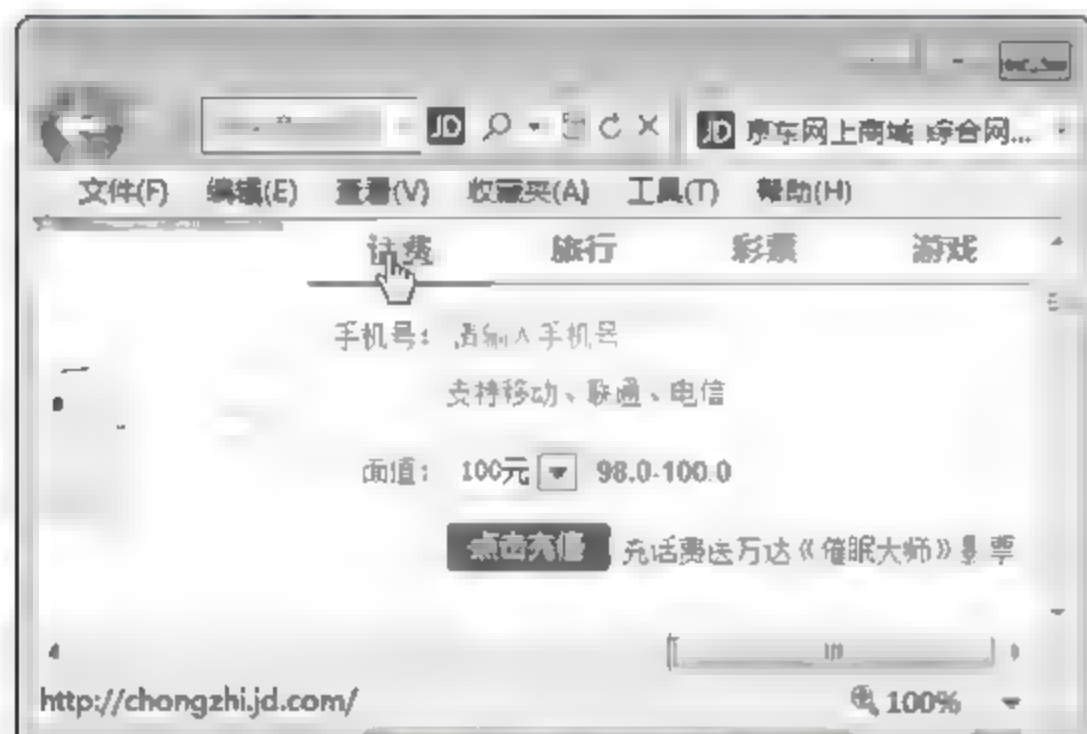 JD JD 京东网上商城 综合网...
文件(F) 编辑(E) 查看(V) 收藏夹(A) 工具(T) 帮助(H)
话费 旅行 彩票 游戏
手机号: 请输入手机号
支持移动、联通、电信
面值: 100元 98.0-100.0
点击充值 充话费送万达《催眠大师》影票
http://chongzhi.jd.com/ 100%